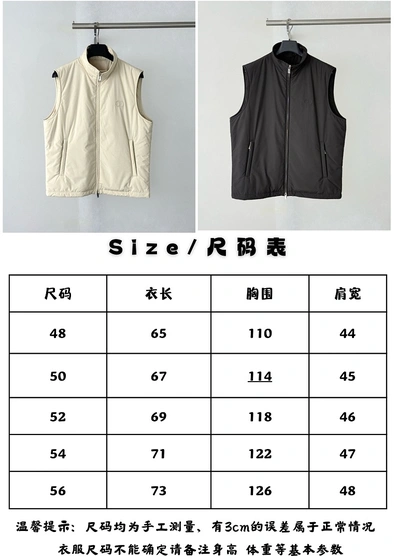 Size/尺码表
尺码 衣长 胸围 肩宽
48 65 110 44
50 67 114 45
52 69 118 46
54 71 122 47
56 73 126 48
温馨提示：尺码均为手工测量、有3cm的误差属于正常情况
衣服尺码不能确定请备注身高 体重等基本参数